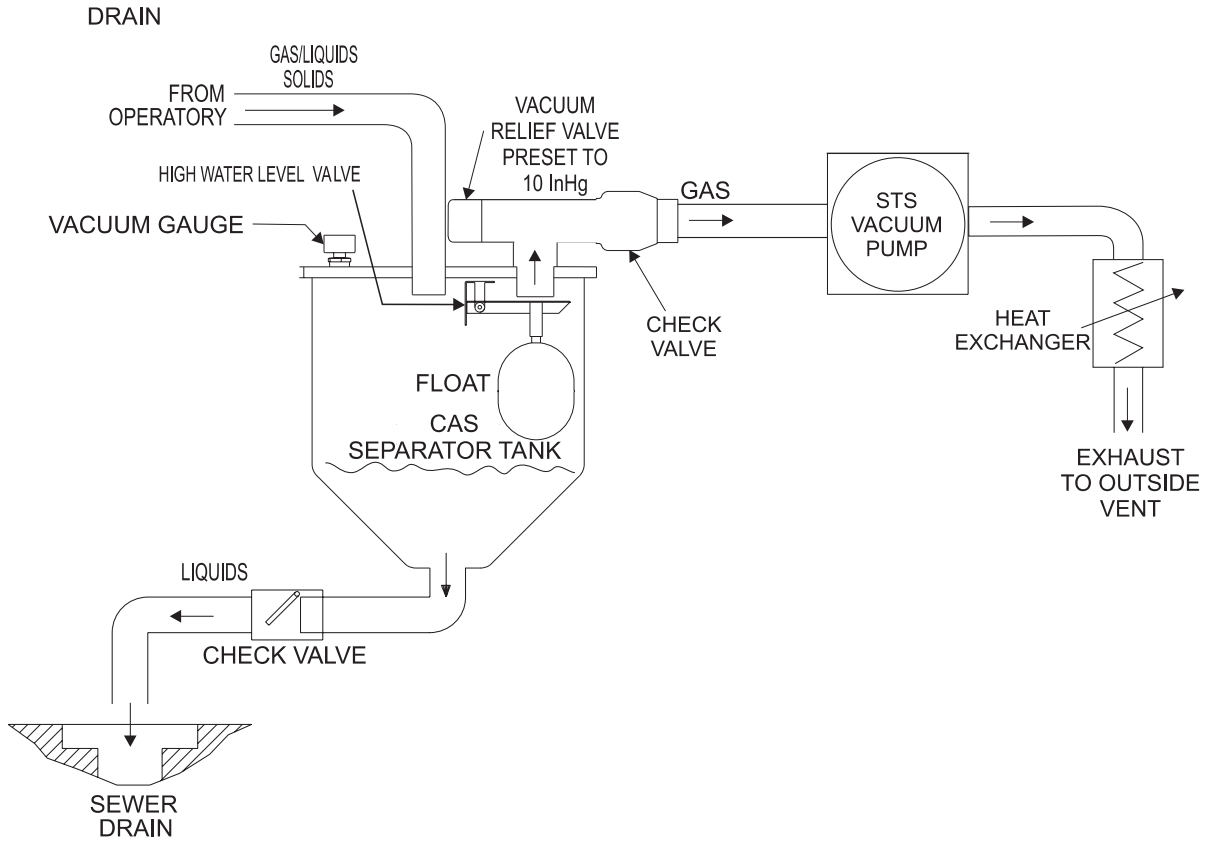 DRAIN
GAS/LIQUIDS
SOLIDS
FROM
OPERATORY
VACUUM
RELIEF VALVE
PRESET TO
10 InHg
HIGH WATER LEVEL VALVE
VACUUM GAUGE
GAS
STS
VACUUM
PUMP
CHECK
VALVE
HEAT
EXCHANGER
FLOAT
CAS
SEPARATOR TANK
EXHAUST
TO OUTSIDE
VENT
LIQUIDS
CHECK VALVE
SEWER
DRAIN